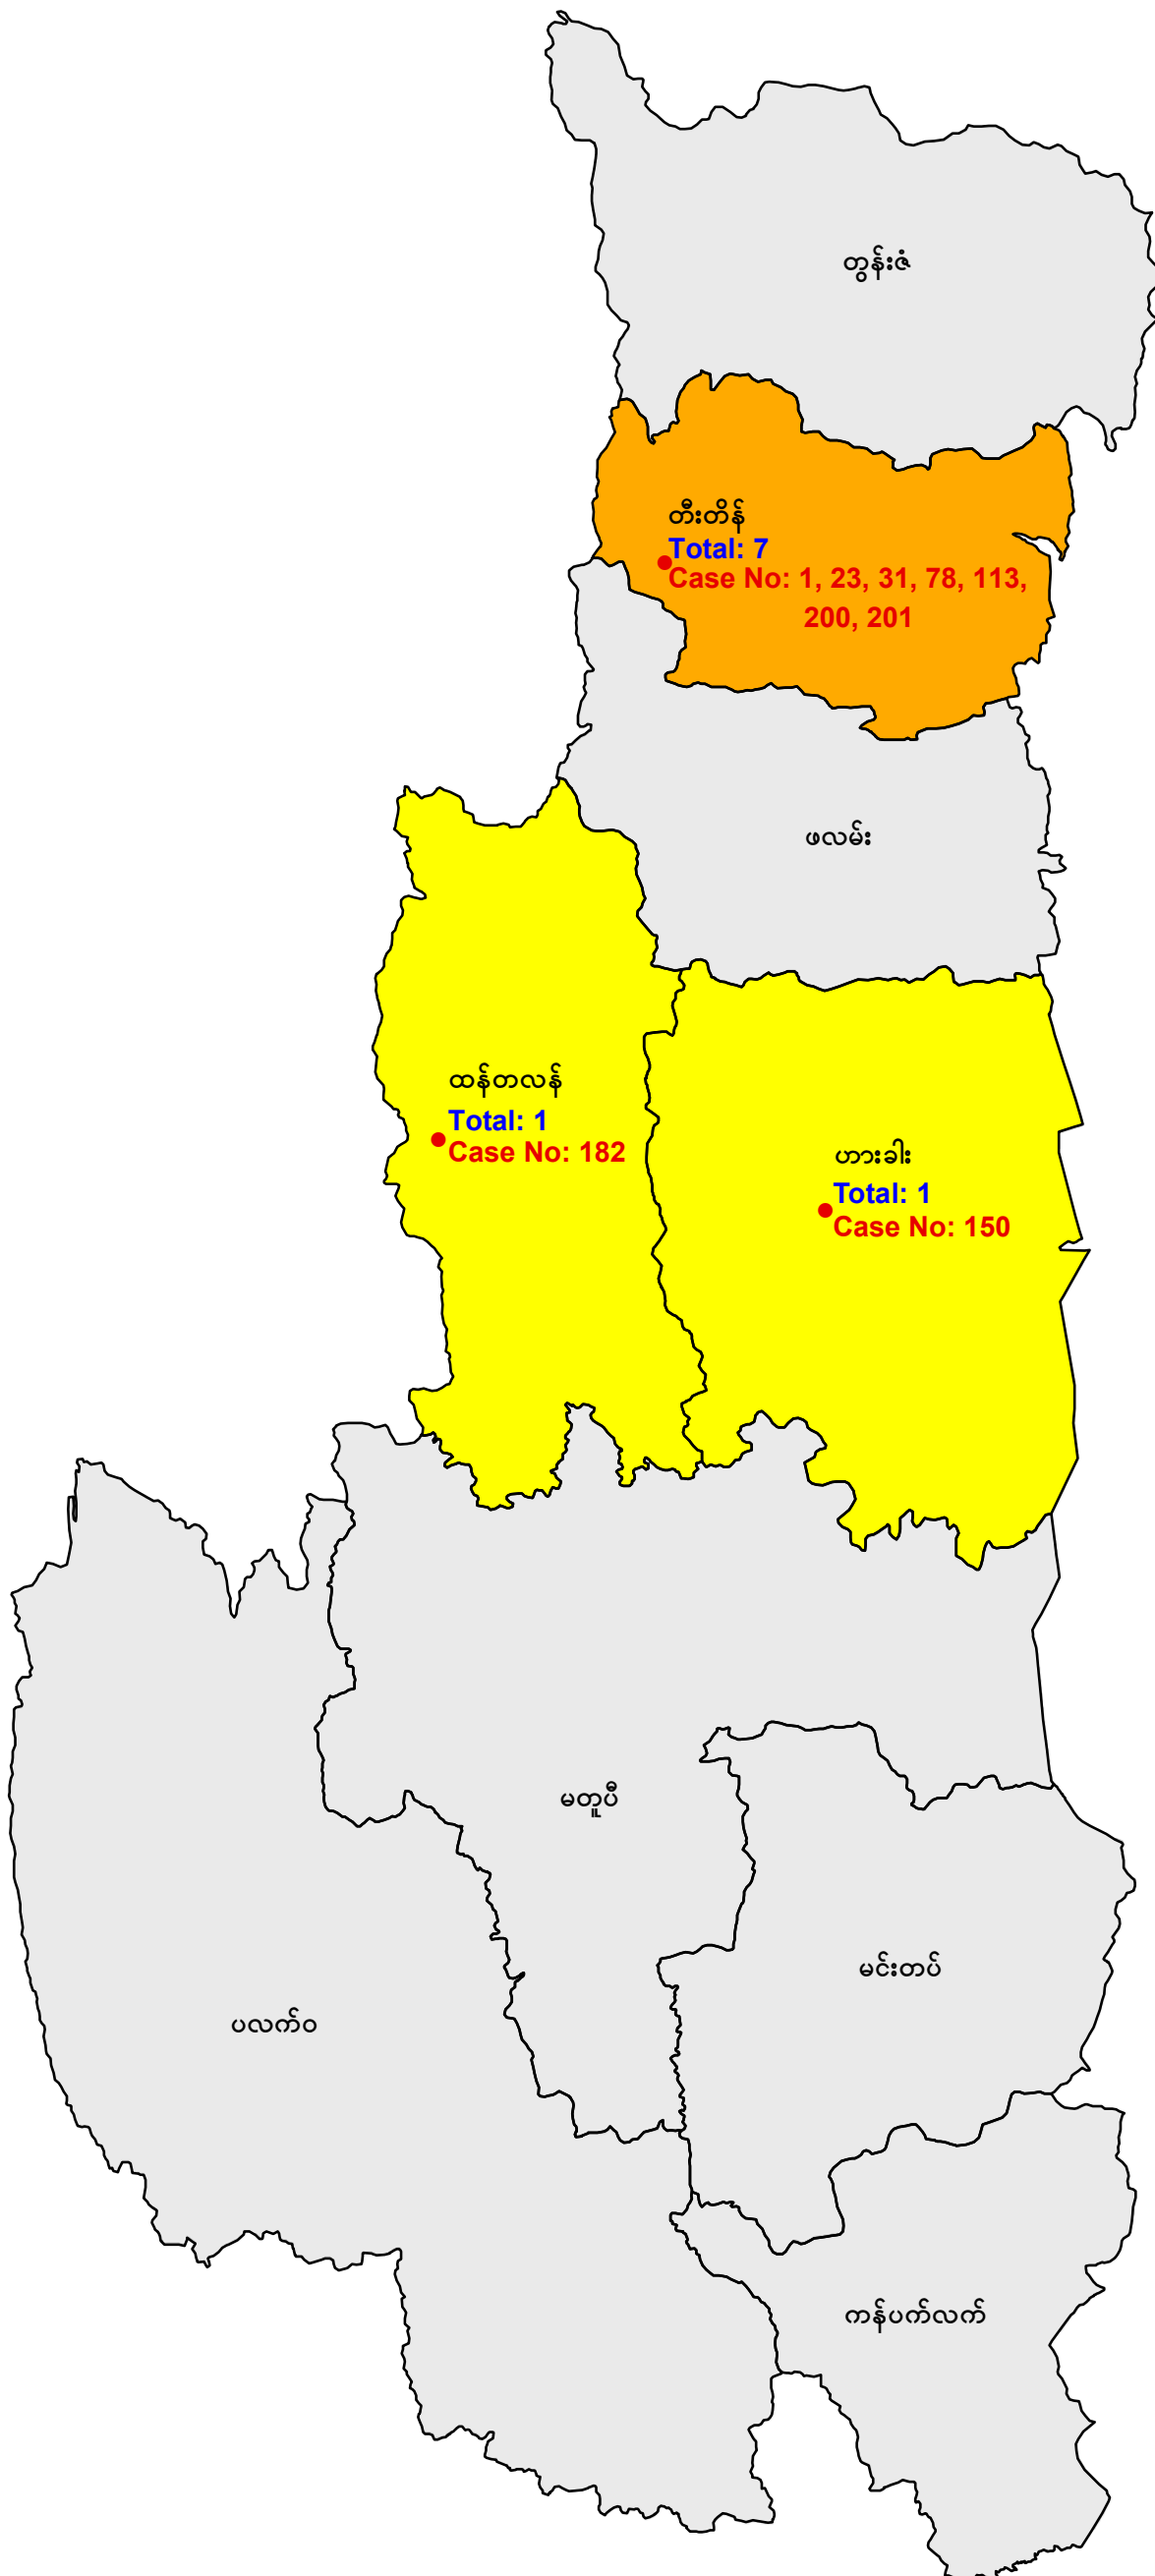 တွန်းဇံ
တီးတိန်
Total: 7
Case No: 1, 23, 31, 78, 113,
200, 201
ဖလမ်း
ထန်တလန်
Total: 1
Case No: 182
ဟားခါး
Total: 1
Case No: 150
မတူပီ
မင်းတပ်
ပလက်ဝ
ကန်ပက်လက်